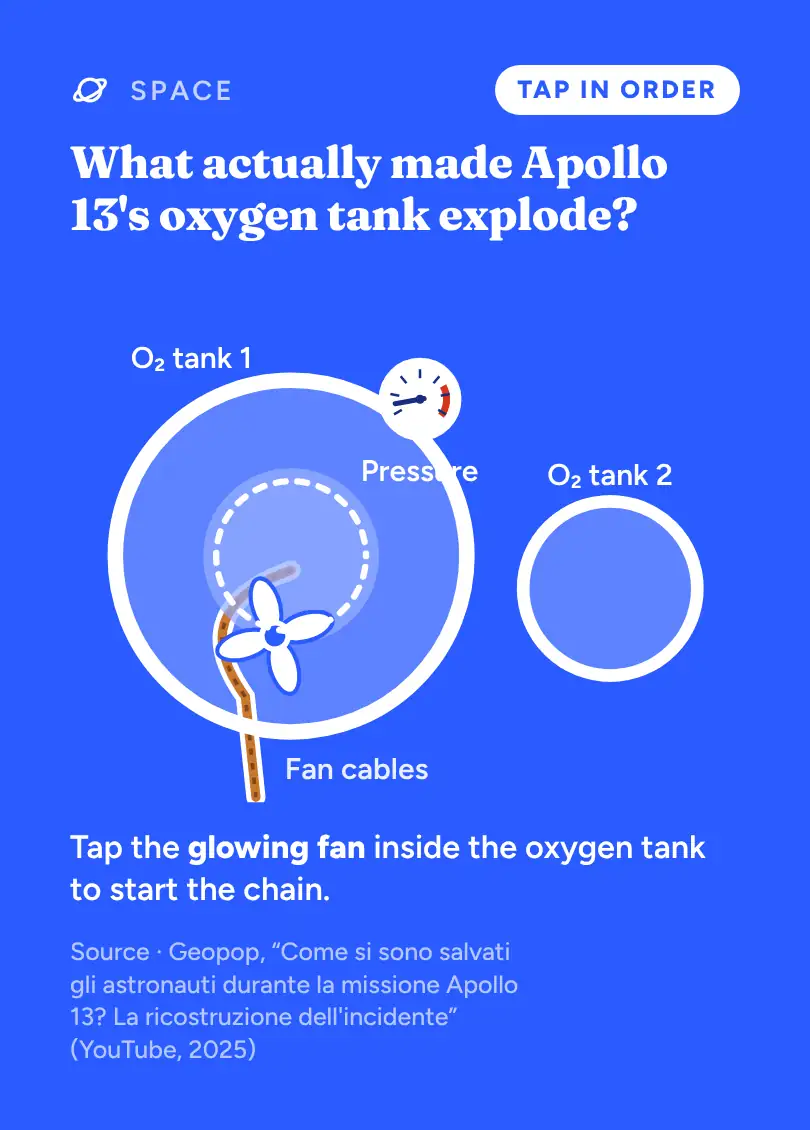 SPACE
TAP IN ORDER
What actually made Apollo
13's oxygen tank explode?
O₂ tank 1
Pressure
O₂ tank 2
Fan cables
Tap the glowing fan inside the oxygen tank
to start the chain.
Source · Geopop, “Come si sono salvati
gli astronauti durante la missione Apollo
13? La ricostruzione dell'incidente”
(YouTube, 2025)